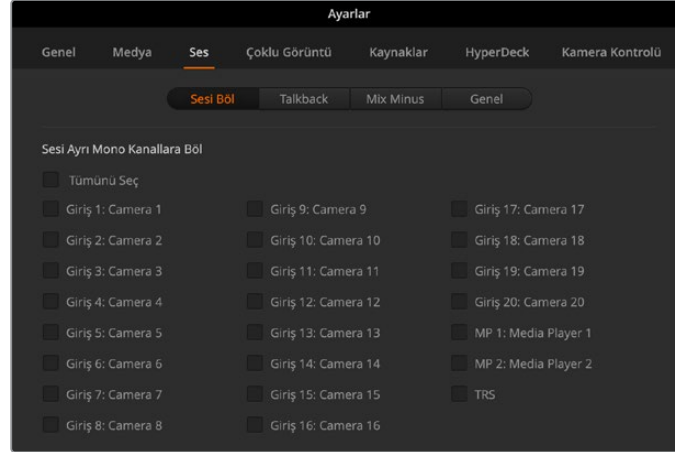 Ayarlar
Genel Medya Ses Çoklu Görüntü Kaynaklar HyperDeck Kamera Kontrolü
Sesi Böl Talkback Mix Minus Genel
Sesi Ayrı Mono Kanallara Böl
Tümünü Seç
Giriş 1: Camera 1 Giriş 9: Camera 9 Giriş 17: Camera 17
Giriş 2: Camera 2 Giriş 10: Camera 10 Giriş 18: Camera 18
Giriş 3: Camera 3 Giriş 11: Camera 11 Giriş 19: Camera 19
Giriş 4: Camera 4 Giriş 12: Camera 12 Giriş 20: Camera 20
Giriş 5: Camera 5 Giriş 13: Camera 13 MP 1: Media Player 1
Giriş 6: Camera 6 Giriş 14: Camera 14 MP 2: Media Player 2
Giriş 7: Camera 7 Giriş 15: Camera 15 TRS
Giriş 8: Camera 8 Giriş 16: Camera 16